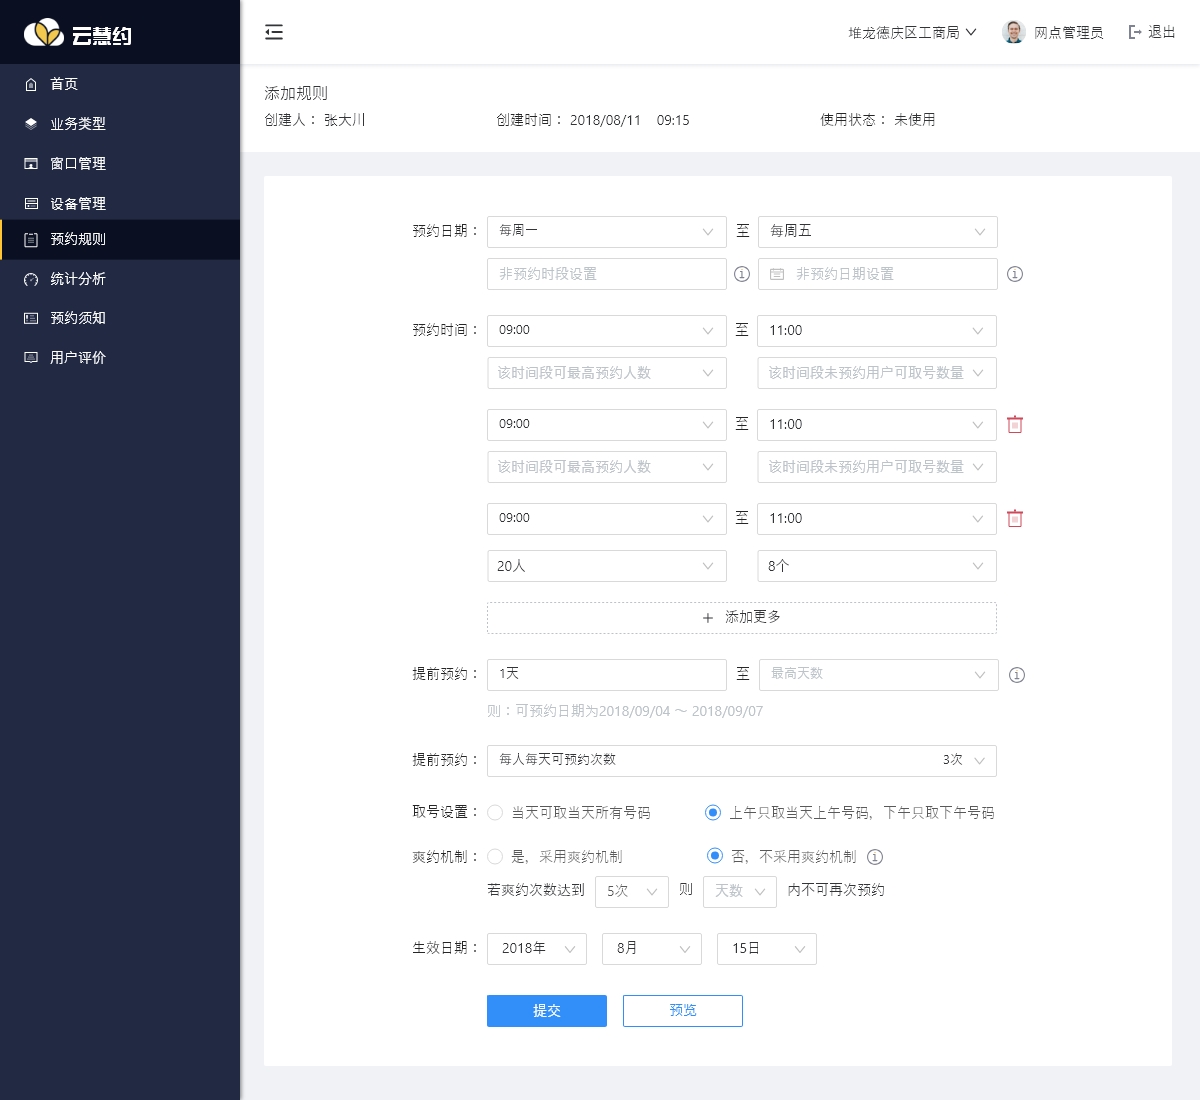 云慧约
堆龙德庆区工商局
网点管理员
退出
首页
业务类型
窗口管理
设备管理
预约规则
统计分析
预约须知
用户评价
添加规则
创建人： 张大川
创建时间： 2018/08/11 09:15
使用状态： 未使用
预约日期： 每周一 至 每周五
非预约时段设置 非预约日期设置
预约时间： 09:00 至 11:00
该时间段可最高预约人数 该时间段未预约用户可取号数量
09:00 至 11:00
该时间段可最高预约人数 该时间段未预约用户可取号数量
09:00 至 11:00
20人 8个
+ 添加更多
提前预约： 1天 至 最高天数
则：可预约日期为2018/09/04 ～ 2018/09/07
提前预约： 每人每天可预约次数 3次
取号设置： 当天可取当天所有号码 上午只取当天上午号码，下午只取下午号码
爽约机制： 是，采用爽约机制 否，不采用爽约机制
若爽约次数达到 5次 则 天数 内不可再次预约
生效日期： 2018年 8月 15日
提交 预览